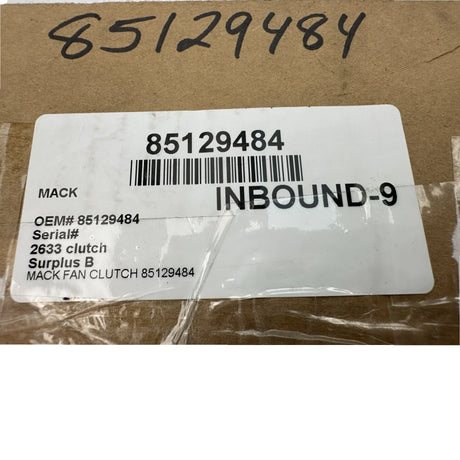 85129484
85129484
MACK
INBOUND-9
OEM# 85129484
Serial#
2633 clutch
Surplus B
MACK FAN CLUTCH 85129484